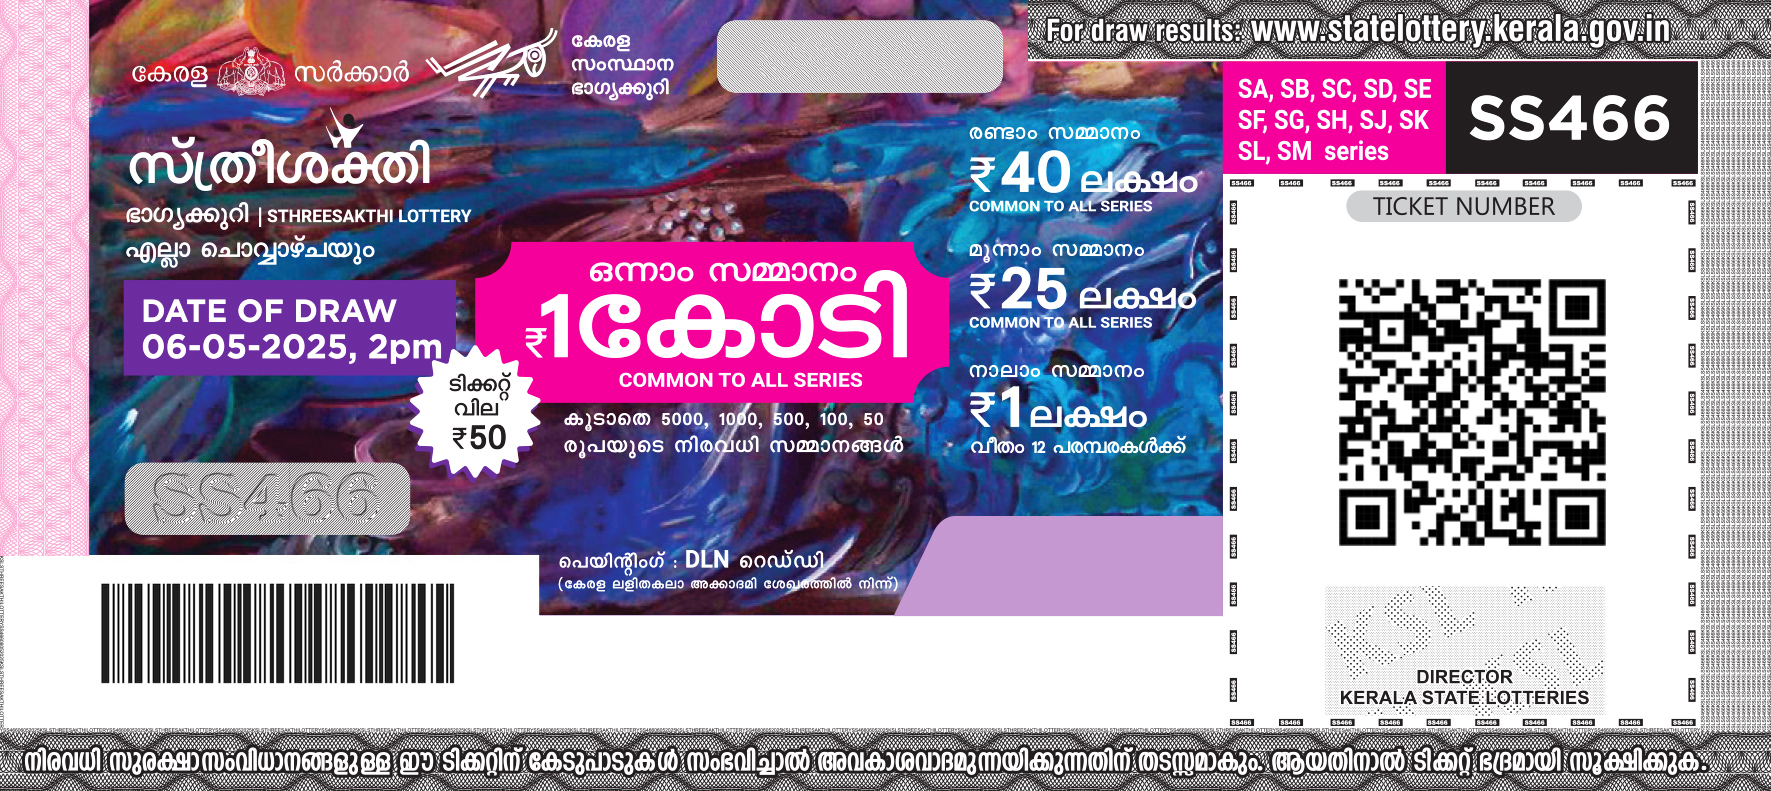 For draw results: www.statelottery.kerala.gov.in
കേരള സർക്കാർ
കേരള
സംസ്ഥാന
ഭാഗ്യക്കുറി
സ്ത്രീശക്തി
ഭാഗ്യക്കുറി | STHREESAKTHI LOTTERY
എല്ലാ ചൊവ്വാഴ്ചയും
DATE OF DRAW
06-05-2025, 2pm
ടിക്കറ്റ്
വില
₹50
SS466
ഒന്നാം സമ്മാനം
₹1കോടി
COMMON TO ALL SERIES
കൂടാതെ 5000, 1000, 500, 100, 50
രൂപയുടെ നിരവധി സമ്മാനങ്ങൾ
രണ്ടാം സമ്മാനം
₹40 ലക്ഷം
COMMON TO ALL SERIES
മൂന്നാം സമ്മാനം
₹25 ലക്ഷം
COMMON TO ALL SERIES
നാലാം സമ്മാനം
₹1ലക്ഷം
വീതം 12 പരമ്പരകൾക്ക്
പെയിന്റിംഗ് : DLN റെഡ്ഡി
(കേരള ലളിതകലാ അക്കാദമി ശേഖരത്തിൽ നിന്ന്)
SA, SB, SC, SD, SE
SF, SG, SH, SJ, SK
SL, SM series
SS466
TICKET NUMBER
KSL
KSL
DIRECTOR
KERALA STATE LOTTERIES
നിരവധി സുരക്ഷാസംവിധാനങ്ങളുള്ള ഈ ടിക്കറ്റിന് കേടുപാടുകൾ സംഭവിച്ചാൽ അവകാശവാദമുന്നയിക്കുന്നതിന് തടസ്സമാകും. ആയതിനാൽ ടിക്കറ്റ് ഭദ്രമായി സൂക്ഷിക്കുക.